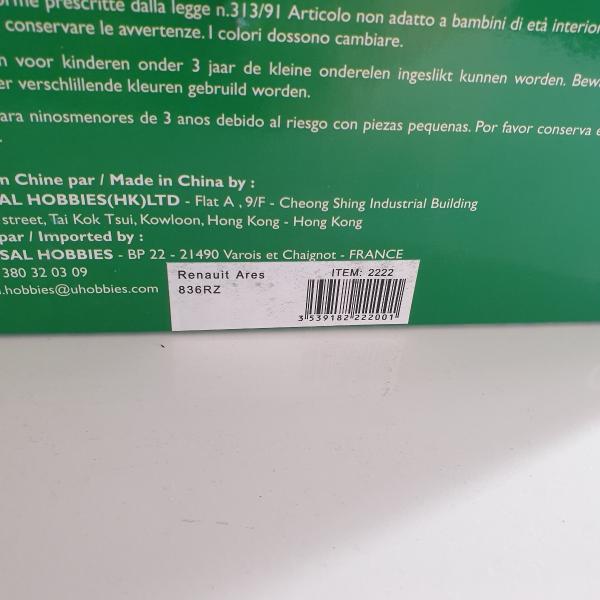 prescritte dalla legge n.313/91 Articolo non adatto a bambini di età inferior
conservare le avvertenze. I colori dossono cambiare.
n voor kinderen onder 3 jaar de kleine onderelen ingeslikt kunnen worden. Bew
er verschlillende kleuren gebruild worden.
ara ninosmenores de 3 anos debido al riesgo con piezas pequenas. Por favor conserva e
n Chine par / Made in China by :
AL HOBBIES(HK)LTD - Flat A , 9/F - Cheong Shing Industrial Building
street, Tai Kok Tsui, Kowloon, Hong Kong - Hong Kong
par / Imported by :
SAL HOBBIES - BP 22 - 21490 Varois et Chaignot - FRANCE
380 32 03 09
.hobbies@uhobbies.com
Renauit Ares ITEM: 2222
836RZ
3 539182 222001